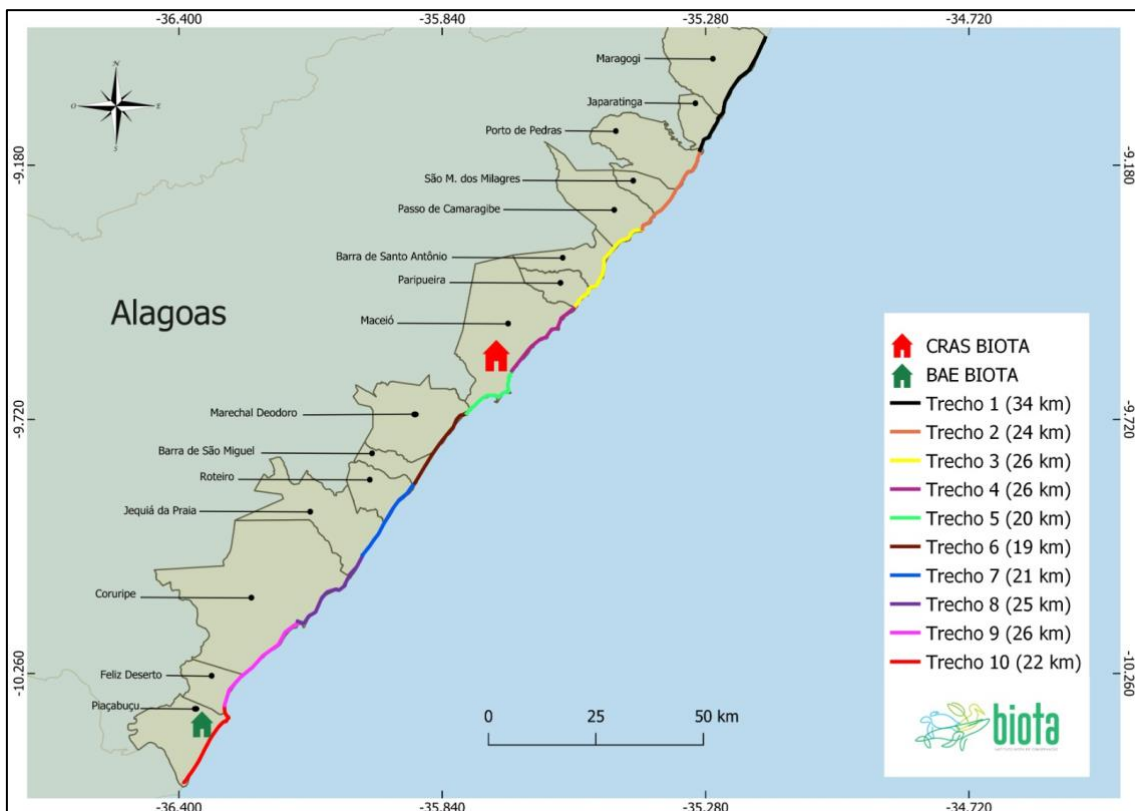 -36.400 -35.840 -35.280 -34.720
N
O E
S
Maragogi
Japaratinga
Porto de Pedras
-9.180 -9.180
São M. dos Milagres
Passo de Camaragibe
Barra de Santo Antônio
Paripueira
Alagoas
Maceió
CRAS BIOTA
BAE BIOTA
Trecho 1 (34 km)
Trecho 2 (24 km)
Trecho 3 (26 km)
Trecho 4 (26 km)
Trecho 5 (20 km)
Trecho 6 (19 km)
Trecho 7 (21 km)
Trecho 8 (25 km)
Trecho 9 (26 km)
Trecho 10 (22 km)
Marechal Deodoro
-9.720 -9.720
Barra de São Miguel
Roteiro
Jequiá da Praia
Coruripe
Feliz Deserto
-10.260 -10.260
Piaçabuçu
0 25 50 km
biota
-36.400 -35.840 -35.280 -34.720